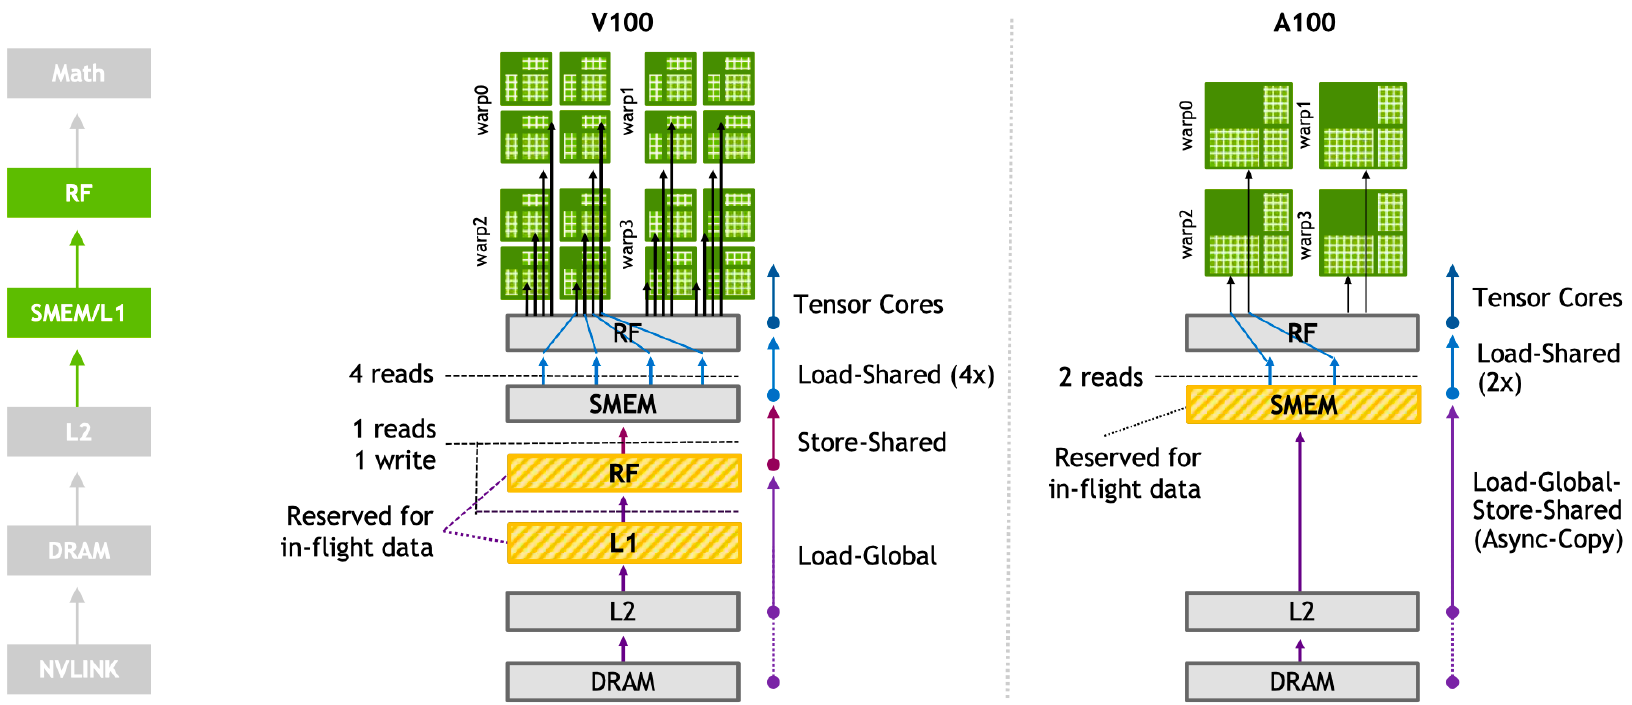 Math
RF
SMEM/L1
L2
DRAM
NVLINK
V100
warp0
warp1
warp2
warp3
RF
4 reads
SMEM
1 reads
1 write
RF
Reserved for
in-flight data
L1
L2
DRAM
Tensor Cores
Load-Shared (4x)
Store-Shared
Load-Global
A100
warp0
warp1
warp2
warp3
RF
2 reads
SMEM
Reserved for
in-flight data
L2
DRAM
Tensor Cores
Load-Shared
(2x)
Load-Global-
Store-Shared
(Async-Copy)